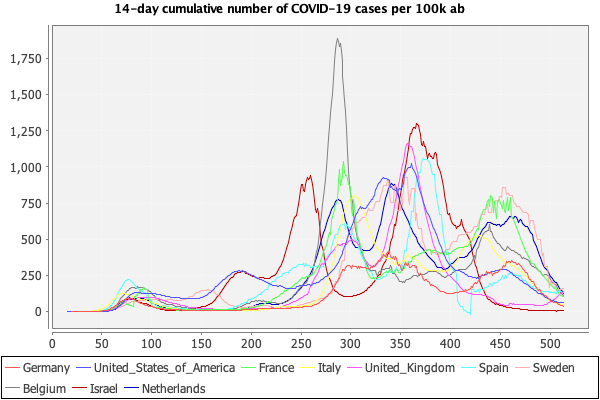 14-day cumulative number of COVID-19 cases per 100k ab
1,750
1,500
1,250
1,000
750
500
250
0
0 50 100 150 200 250 300 350 400 450 500
Germany United_States_of_America France Italy United_Kingdom Spain Sweden
Belgium Israel Netherlands